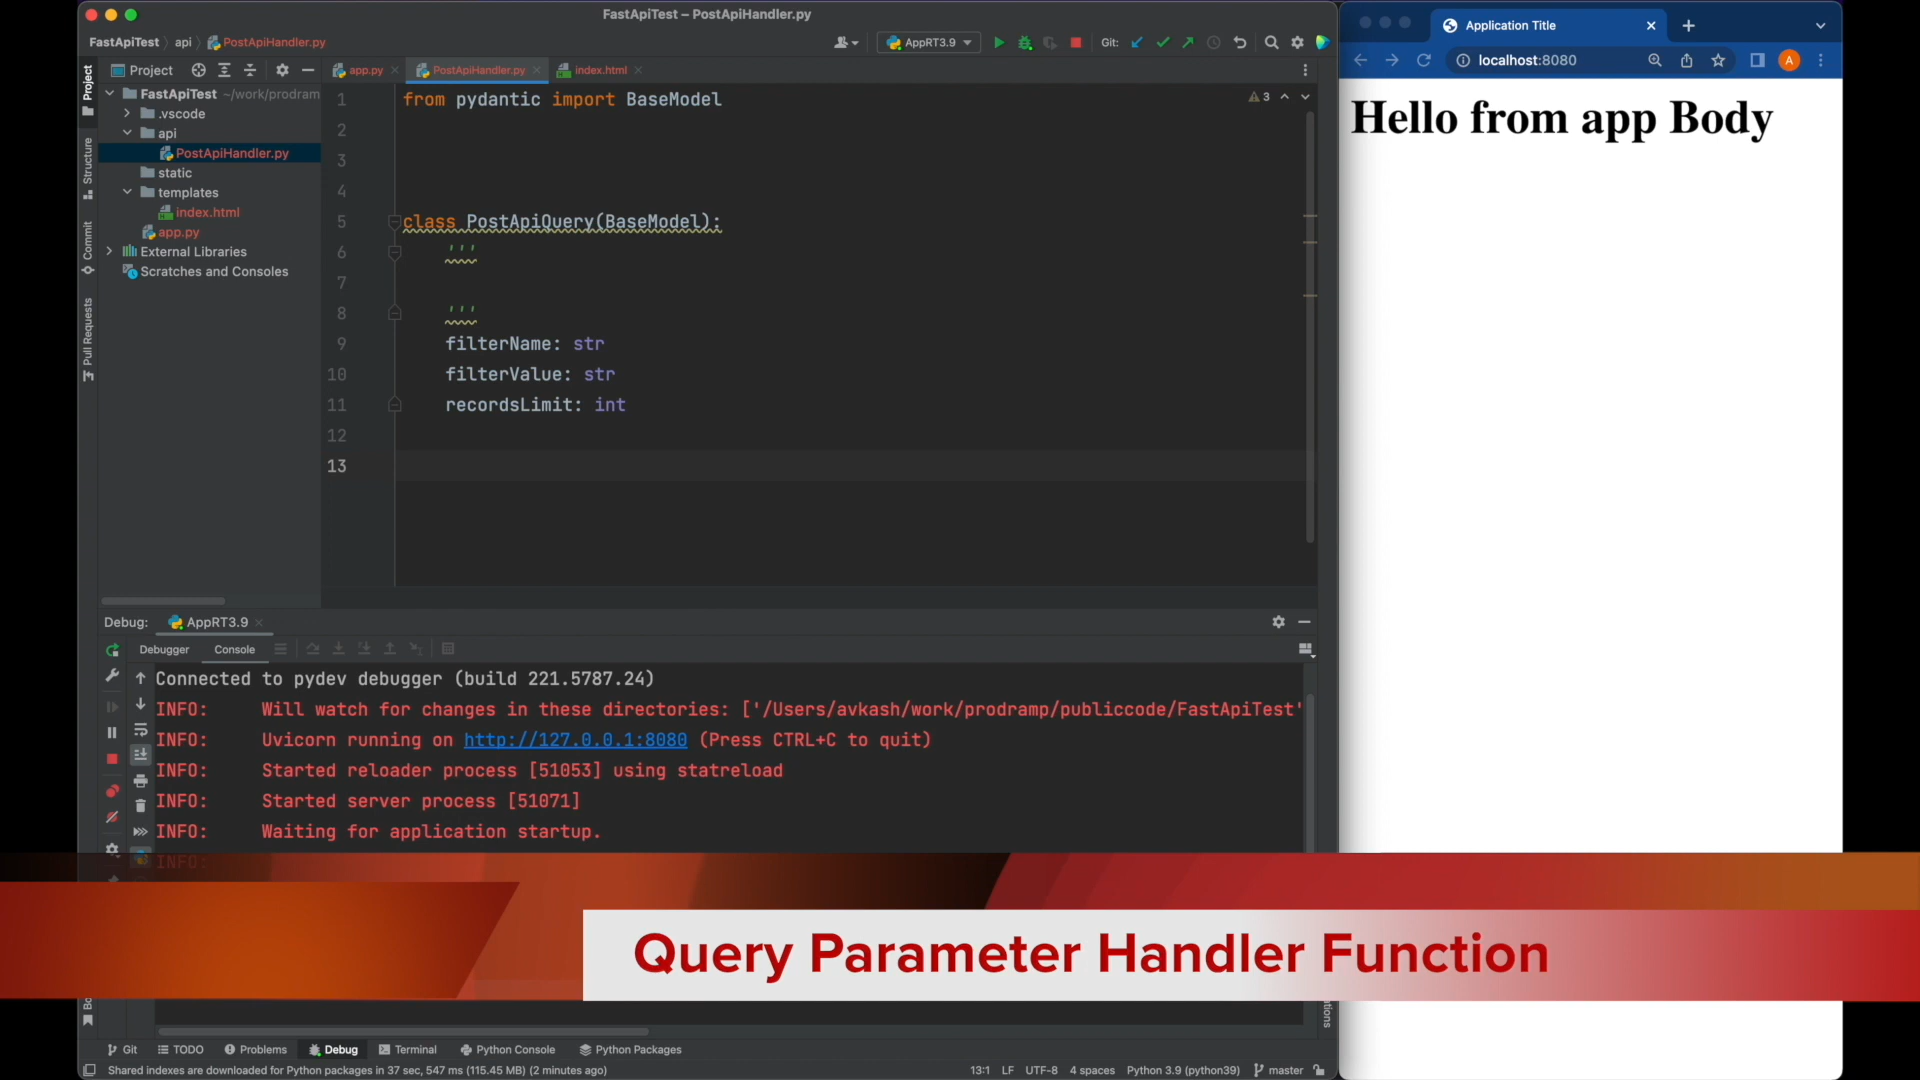 FastApiTest – PostApiHandler.py
FastApiTest
api
PostApiHandler.py
AppRT3.9
Git:
Project
app.py
PostApiHandler.py
index.html
Project
Structure
Commit
Pull Requests
FastApiTest ~/work/prodram
.vscode
api
PostApiHandler.py
static
templates
index.html
app.py
External Libraries
Scratches and Consoles
3
1 from pydantic import BaseModel
2
3
4
5 class PostApiQuery(BaseModel):
6 '''
7
8 '''
9 filterName: str
10 filterValue: str
11 recordsLimit: int
12
13
Application Title
localhost:8080
A
Hello from app Body
Debug: AppRT3.9
Debugger Console
Connected to pydev debugger (build 221.5787.24)
INFO: Will watch for changes in these directories: ['/Users/avkash/work/prodramp/publiccode/FastApiTest'
INFO: Uvicorn running on http://127.0.0.1:8080 (Press CTRL+C to quit)
INFO: Started reloader process [51053] using statreload
INFO: Started server process [51071]
INFO: Waiting for application startup.
INFO:
Query Parameter Handler Function
Git TODO Problems Debug Terminal Python Console Python Packages
Shared indexes are downloaded for Python packages in 37 sec, 547 ms (115.45 MB) (2 minutes ago)
13:1 LF UTF-8 4 spaces Python 3.9 (python39) master